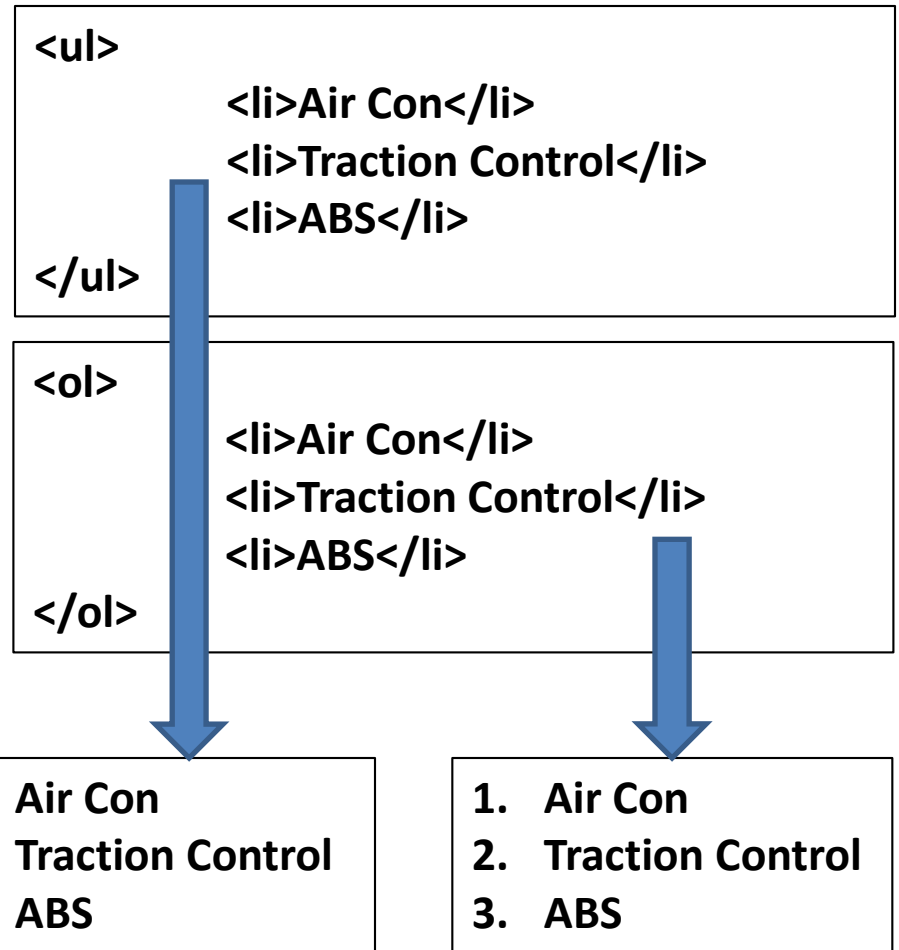 <ul>
<li>Air Con</li>
<li>Traction Control</li>
<li>ABS</li>
</ul>
<ol>
<li>Air Con</li>
<li>Traction Control</li>
<li>ABS</li>
</ol>
Air Con
Traction Control
ABS
1. Air Con
2. Traction Control
3. ABS